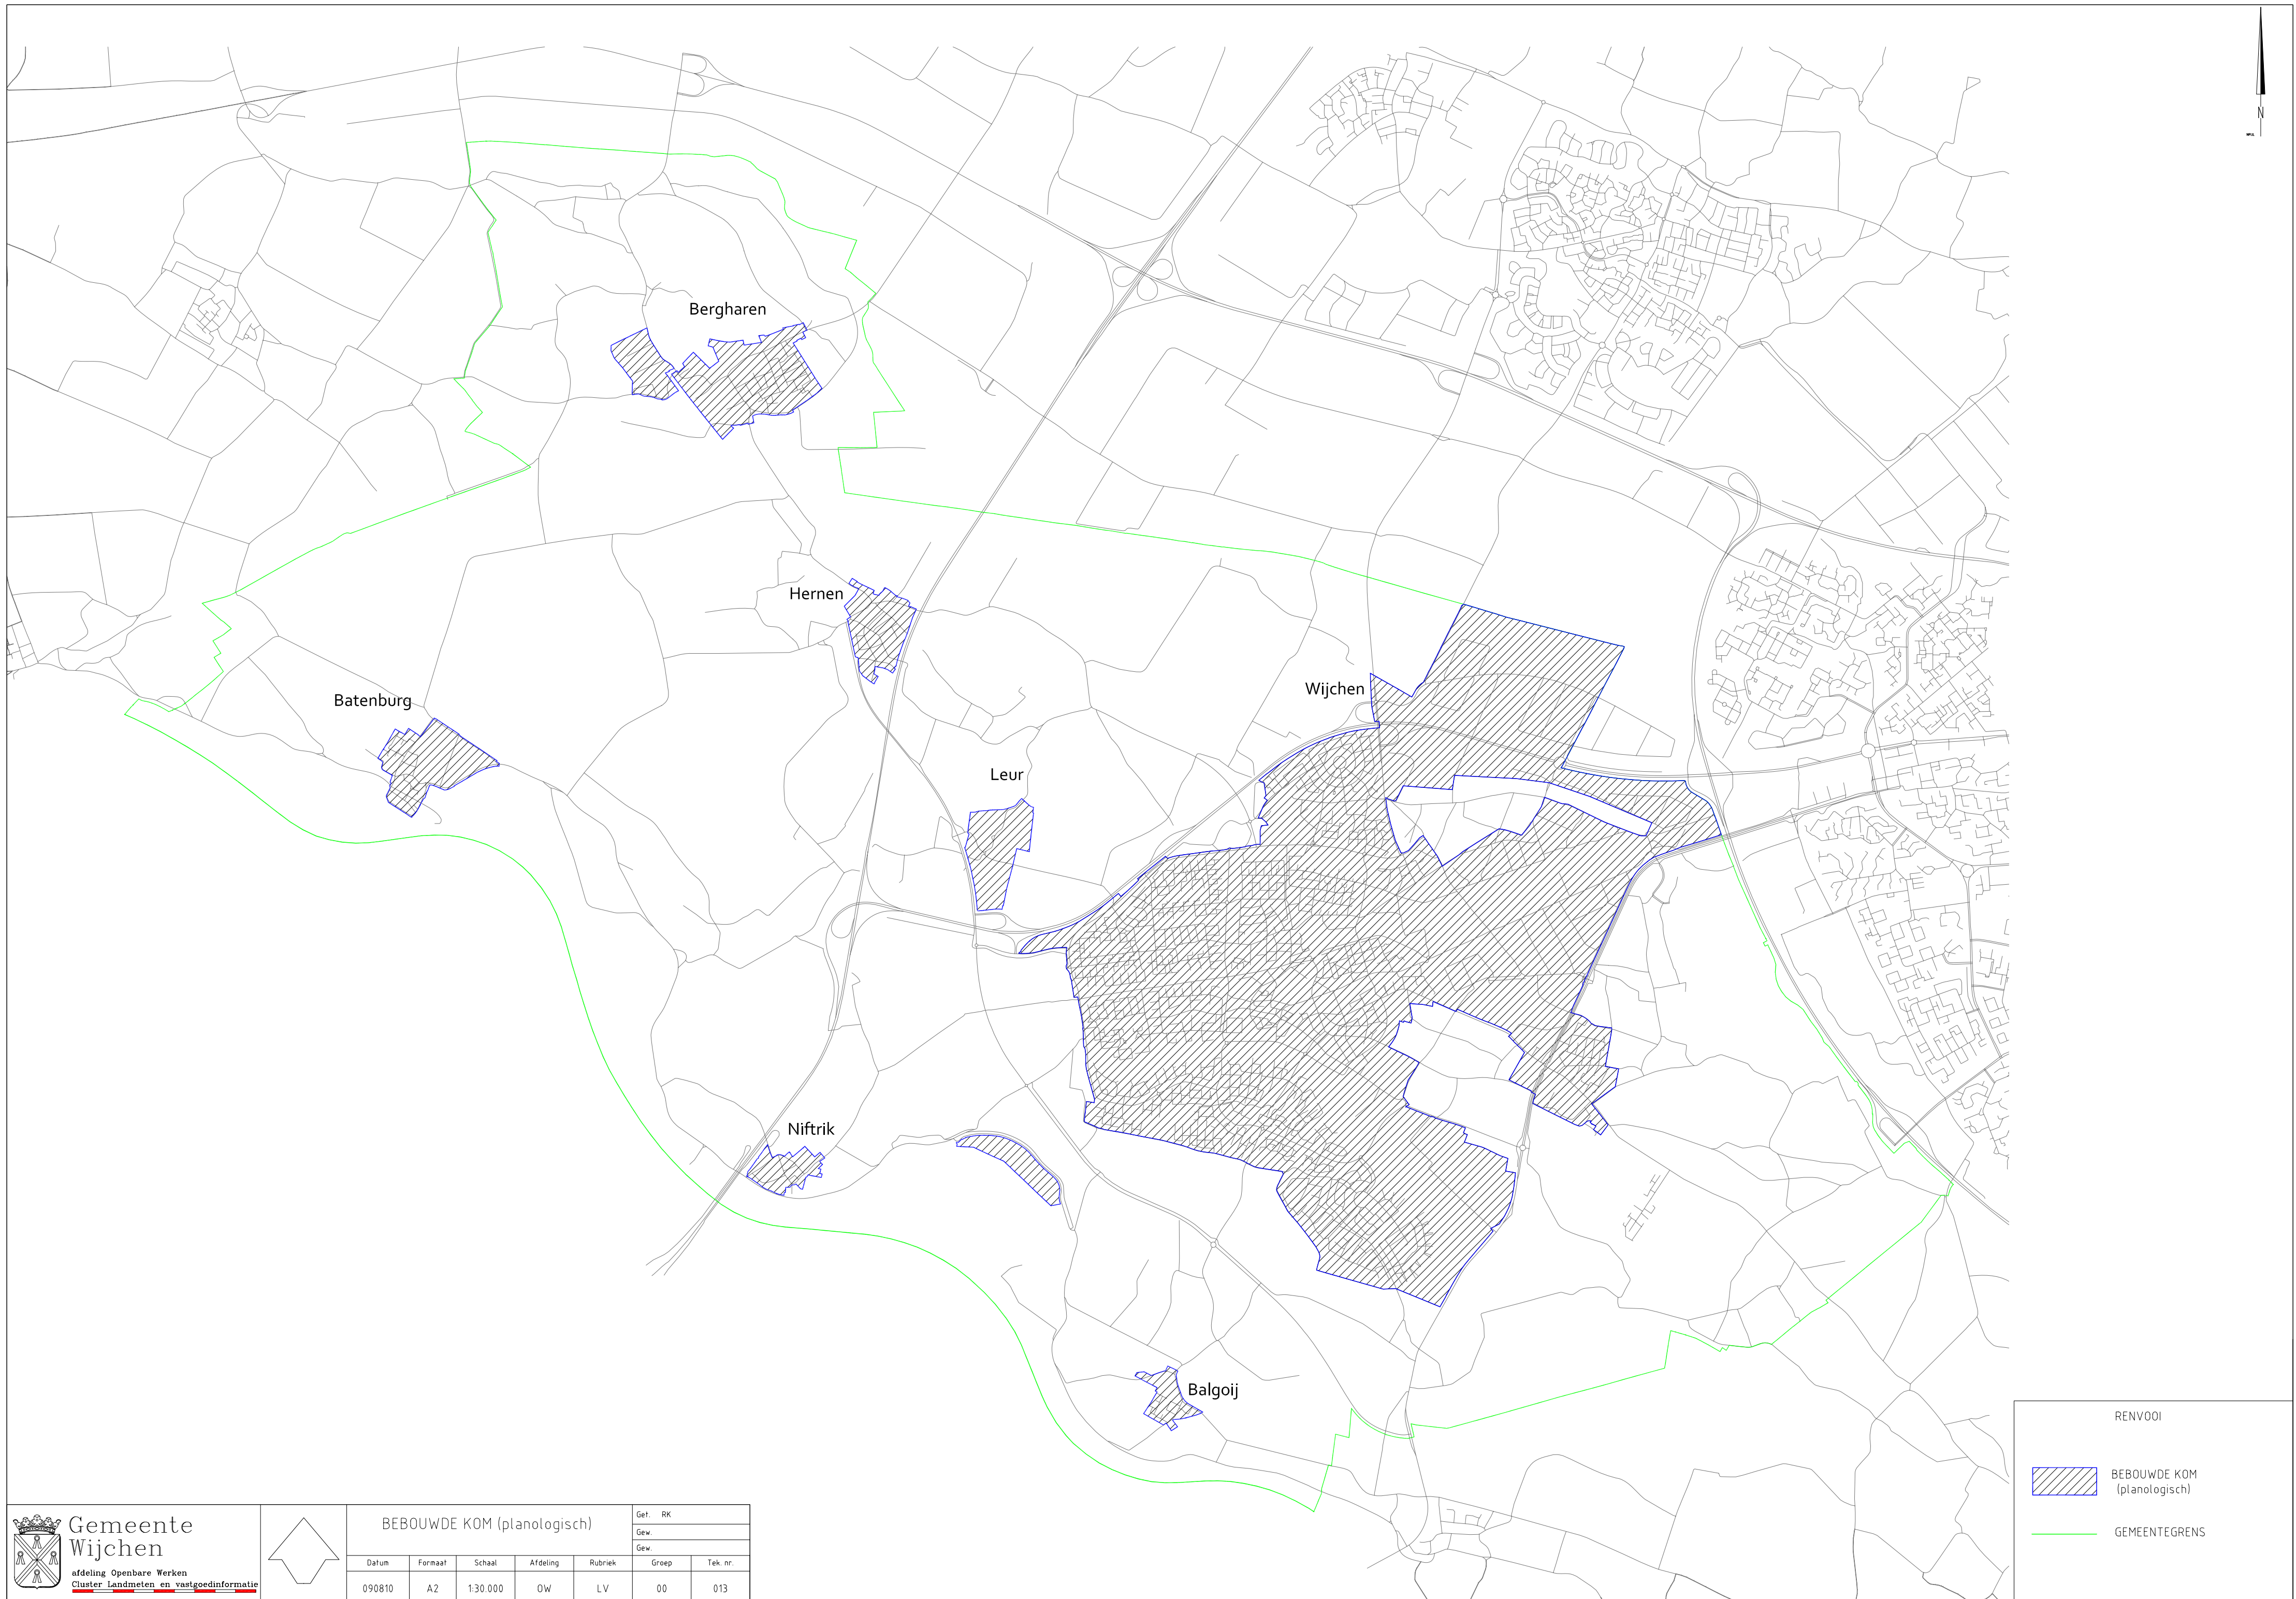 N
Bergharen
Hernen
Wijchen
Batenburg
Leur
Niftrik
Balgoij
RENVOOI
BEBOUWDE KOM
(planologisch)
GEMEENTEGRENS
Gemeente
Wijchen
afdeling Openbare Werken
Cluster Landmeten en vastgoedinformatie
BEBOUWDE KOM (planologisch)
Get. RK
Gew.
Gew.
Datum Formaat Schaal Afdeling Rubriek Groep Tek. nr.
090810 A2 1:30.000 OW LV 00 013